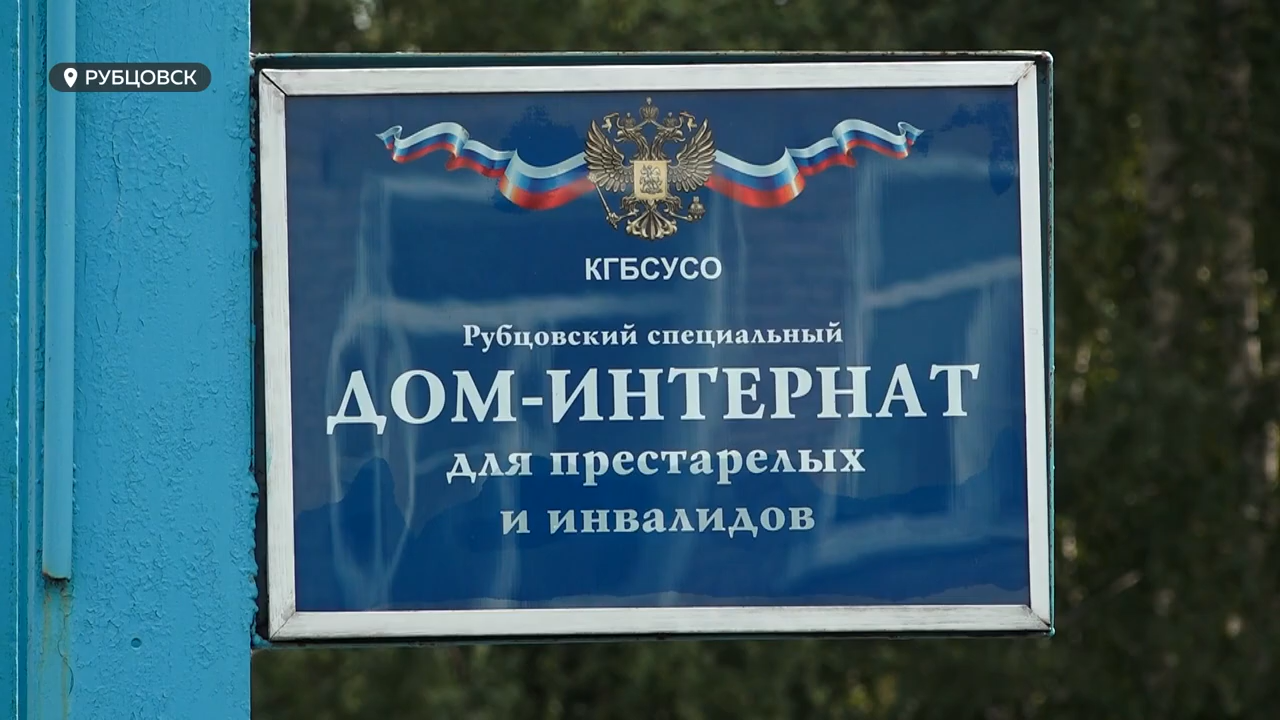 РУБЦОВСК
КГБСУСО
Рубцовский специальный
ДОМ-ИНТЕРНАТ
для престарелых
и инвалидов